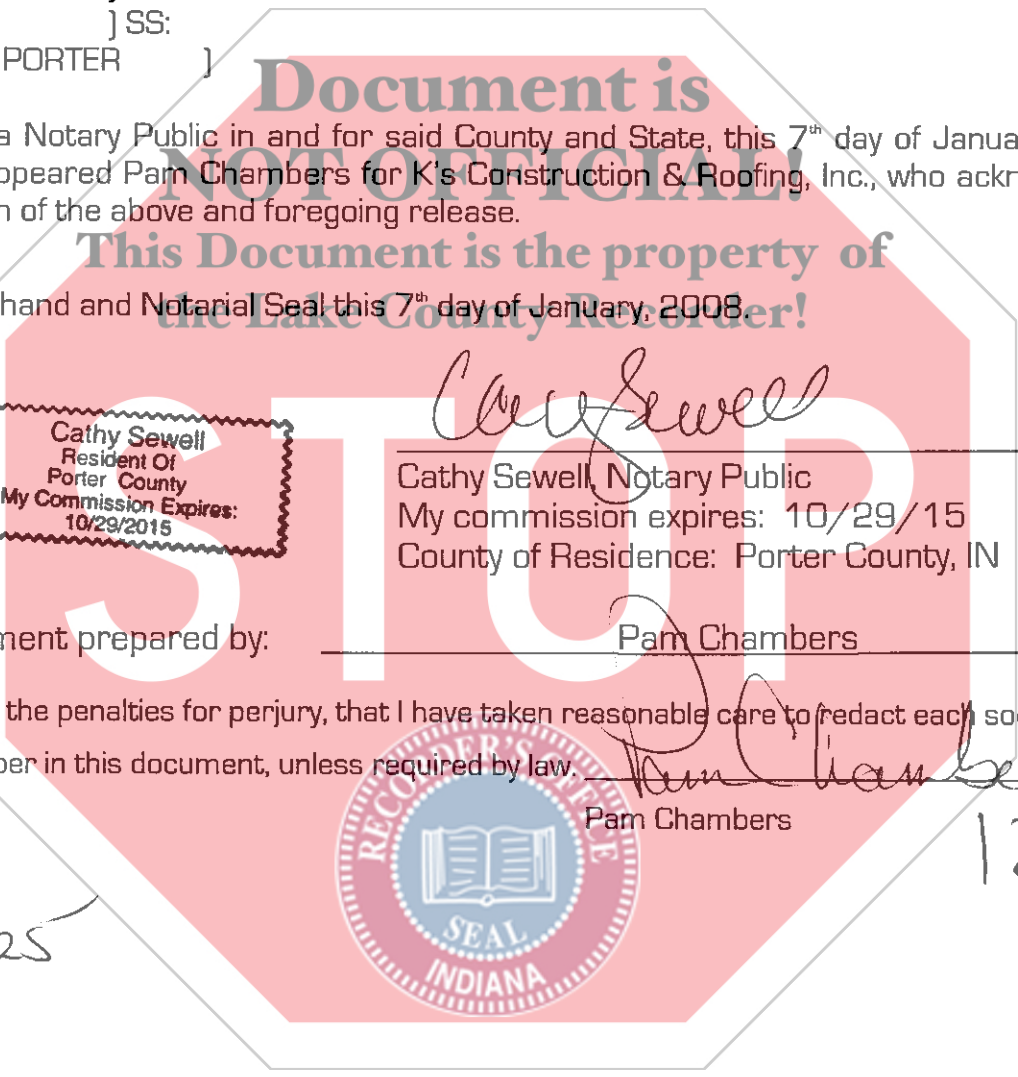 ] SS:
PORTER ]
Document is
a Notary Public in and for said County and State, this 7th day of Janua
ppeared Pam Chambers for K's Construction & Roofing, Inc., who ackn
NOT OFFICIAL!
n of the above and foregoing release.
This Document is the property of
hand and Notarial Seal this 7th day of January, 2008.
the Lake County Recorder!
STOP
Cathy Sewell
Cathy Sewell
Resident Of
Porter County
My Commission Expires:
10/29/2015
Cathy Sewell, Notary Public
My commission expires: 10/29/15
County of Residence: Porter County, IN
ment prepared by: Pam Chambers
the penalties for perjury, that I have taken reasonable care to redact each so
ber in this document, unless required by law. Pam Chambe
Pam Chambers
RECORDER'S OFFICE
SEAL
INDIANA
25